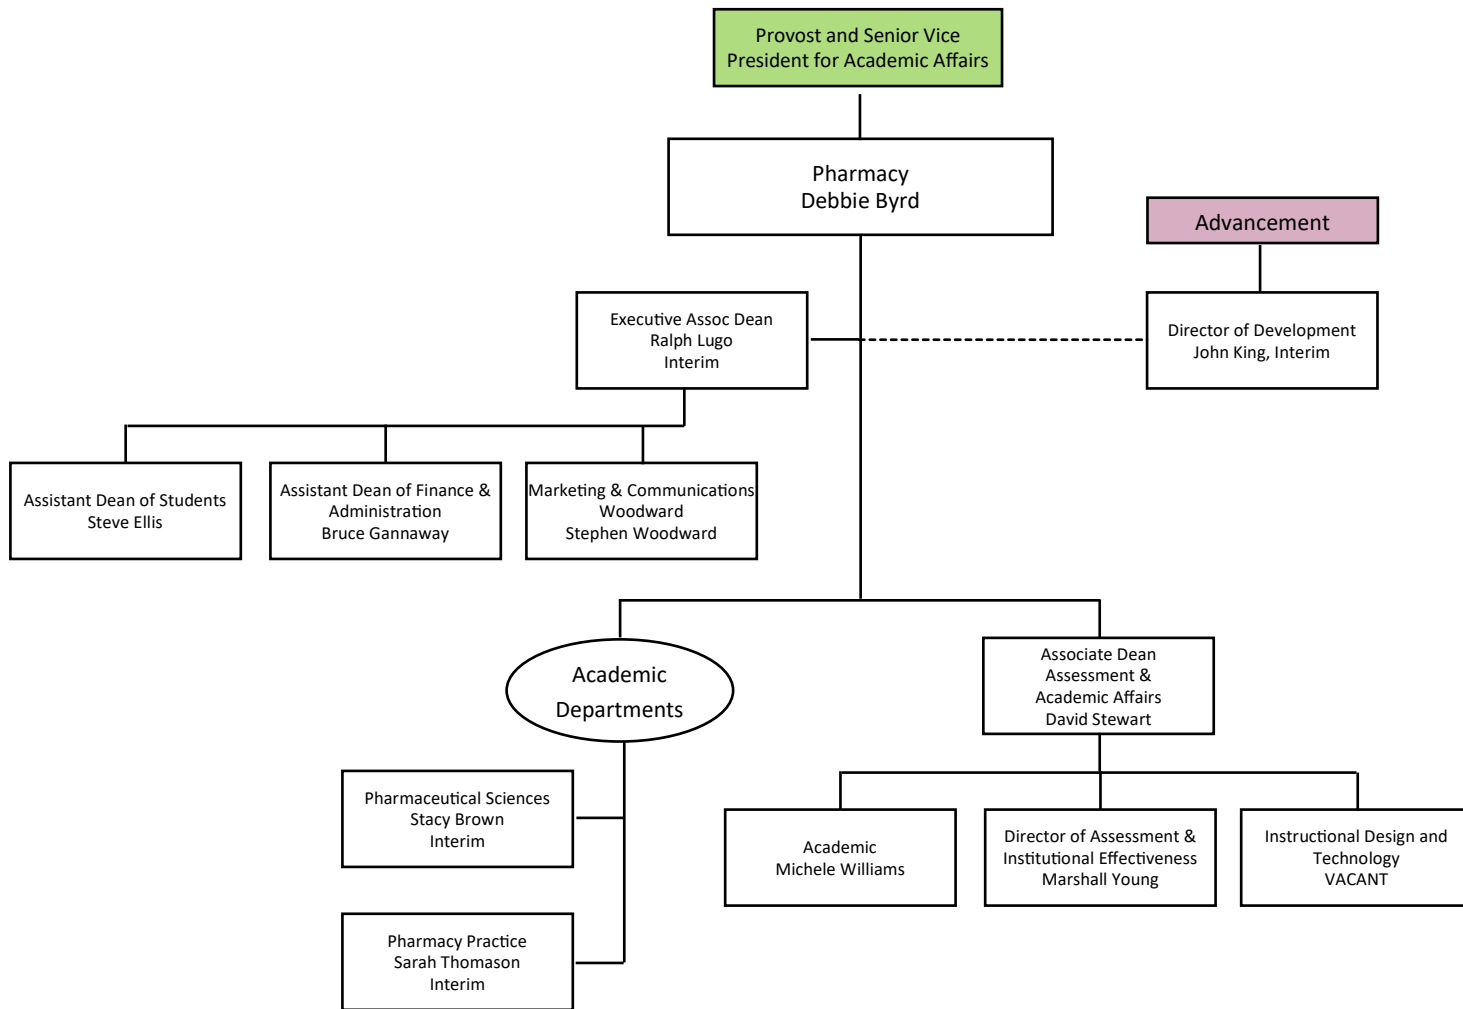 Provost and Senior Vice
President for Academic Affairs
Pharmacy
Debbie Byrd
Advancement
Executive Assoc Dean
Ralph Lugo
Interim
Director of Development
John King, Interim
Assistant Dean of Students
Steve Ellis
Assistant Dean of Finance &
Administration
Bruce Gannaway
Marketing & Communications
Woodward
Stephen Woodward
Academic
Departments
Associate Dean
Assessment &
Academic Affairs
David Stewart
Pharmaceutical Sciences
Stacy Brown
Interim
Academic
Michele Williams
Director of Assessment &
Institutional Effectiveness
Marshall Young
Instructional Design and
Technology
VACANT
Pharmacy Practice
Sarah Thomason
Interim